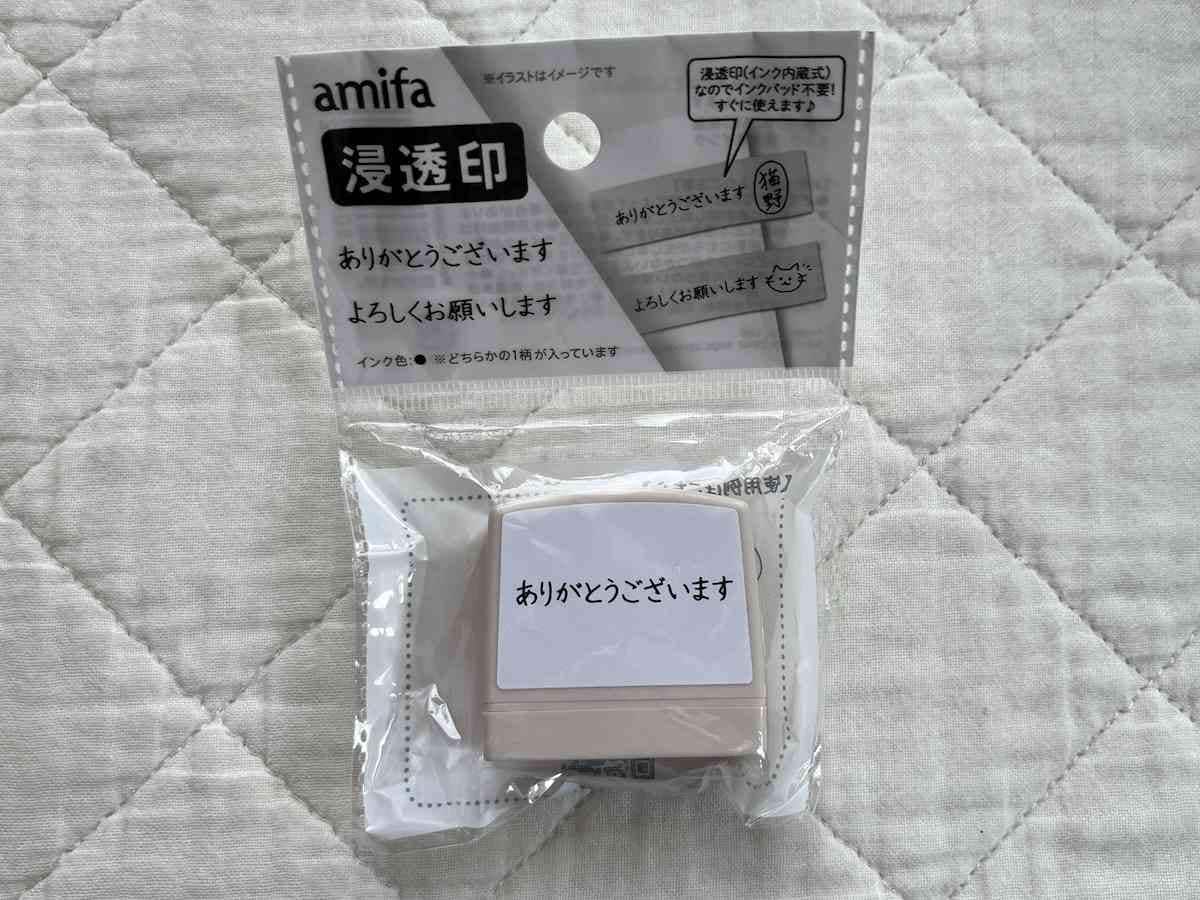 amifa
※イラストはイメージです
浸透印(インク内蔵式)
なのでインクパッド不要!
すぐに使えます♪
浸透印
ありがとうございます
猫野
よろしくお願いします
ありがとうございます
よろしくお願いします
インク色:● ※どちらかの1柄が入っています
ありがとうございます